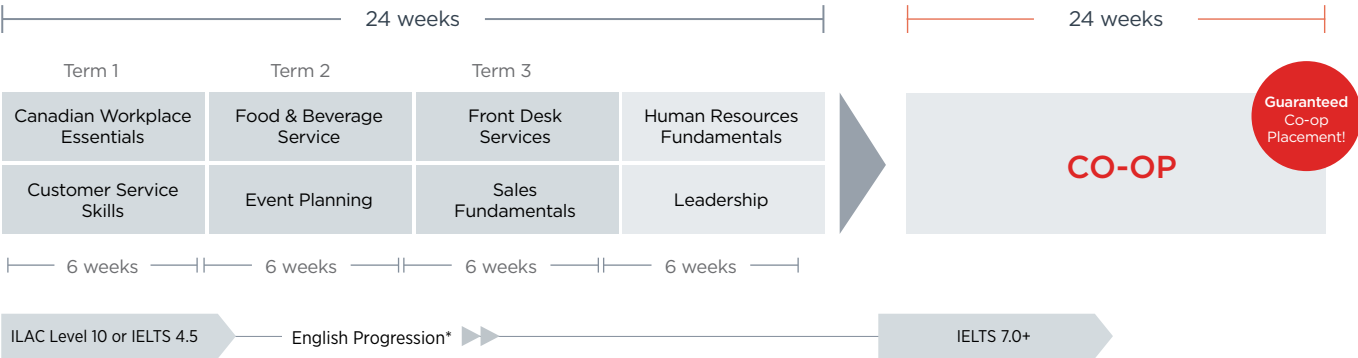 24 weeks
24 weeks
Term 1
Term 2
Term 3
Canadian Workplace
Essentials
Food & Beverage
Service
Front Desk
Services
Human Resources
Fundamentals
Customer Service
Skills
Event Planning
Sales
Fundamentals
Leadership
CO-OP
Guaranteed
Co-op
Placement!
6 weeks
6 weeks
6 weeks
6 weeks
ILAC Level 10 or IELTS 4.5
English Progression*
IELTS 7.0+